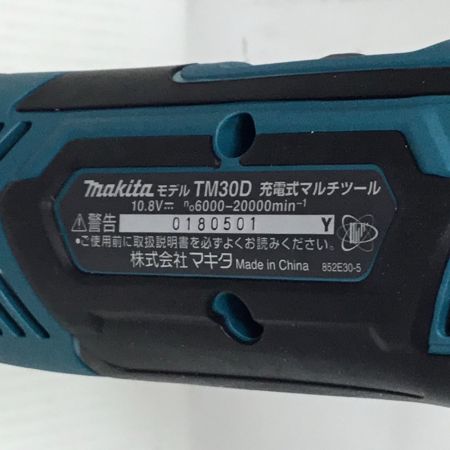 makita モデル TM30D 充電式マルチツール
10.8V⎓ n₀6000-20000min⁻¹
⚠警告 0180501 Y
●ご使用前に取扱説明書を必ずよくお読みください。
株式会社マキタ Made in China 852E30-5